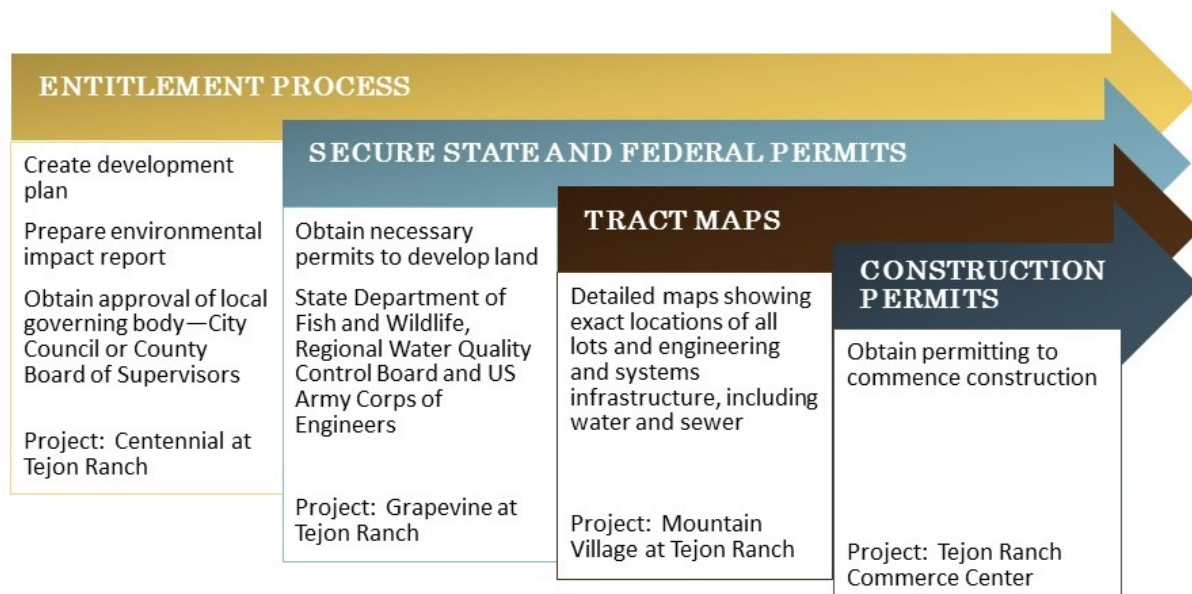 ENTITLEMENT PROCESS
Create development
plan
Prepare environmental
impact report
Obtain approval of local
governing body—City
Council or County
Board of Supervisors
Project: Centennial at
Tejon Ranch
SECURE STATE AND FEDERAL PERMITS
Obtain necessary
permits to develop land
State Department of
Fish and Wildlife,
Regional Water Quality
Control Board and US
Army Corps of
Engineers
Project: Grapevine at
Tejon Ranch
TRACT MAPS
Detailed maps showing
exact locations of all
lots and engineering
and systems
infrastructure, including
water and sewer
Project: Mountain
Village at Tejon Ranch
CONSTRUCTION
PERMITS
Obtain permitting to
commence construction
Project: Tejon Ranch
Commerce Center